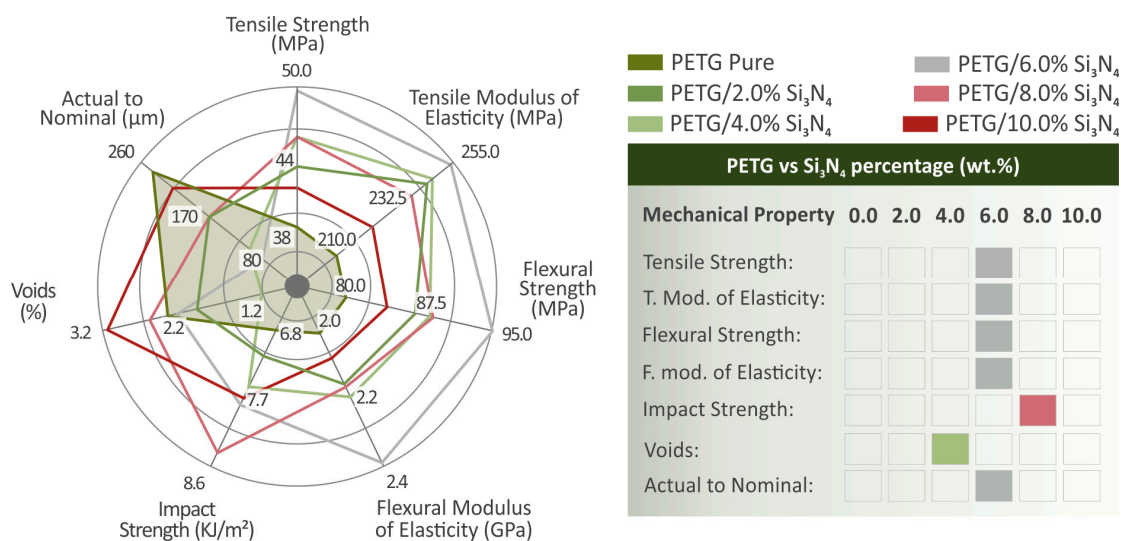 Tensile Strength
(MPa)
50.0
44
38
Tensile Modulus of
Elasticity (MPa)
255.0
232.5
210.0
Flexural
Strength
(MPa)
95.0
87.5
80.0
Flexural Modulus
of Elasticity (GPa)
2.4
2.2
2.0
Impact
Strength (KJ/m²)
8.6
7.7
6.8
Voids
(%)
3.2
2.2
1.2
Actual to
Nominal (µm)
260
170
80
PETG Pure
PETG/2.0% Si₃N₄
PETG/4.0% Si₃N₄
PETG/6.0% Si₃N₄
PETG/8.0% Si₃N₄
PETG/10.0% Si₃N₄
PETG vs Si₃N₄ percentage (wt.%)
Mechanical Property 0.0 2.0 4.0 6.0 8.0 10.0
Tensile Strength:
T. Mod. of Elasticity:
Flexural Strength:
F. mod. of Elasticity:
Impact Strength:
Voids:
Actual to Nominal: